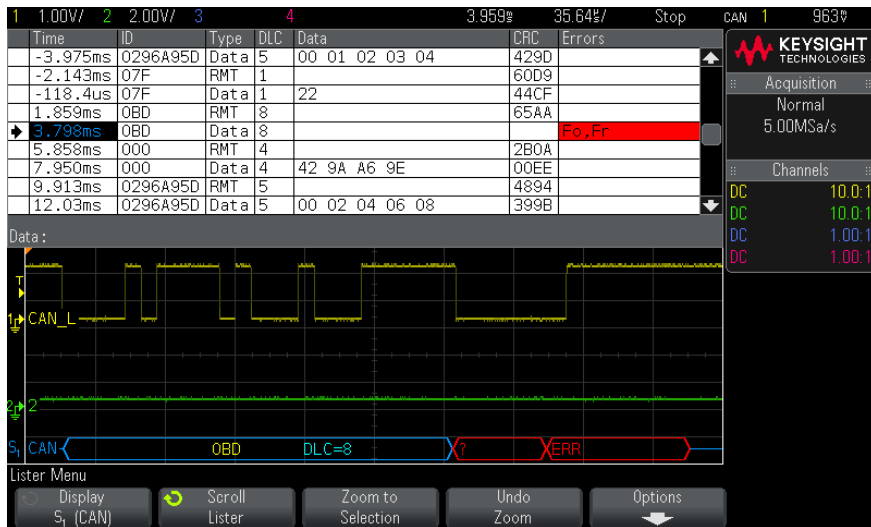 1 1.00V/ 2 2.00V/ 3 4 3.959s 35.64s/ Stop CAN 1 963V
Time ID Type DLC Data CRC Errors
-3.975ms 0296A95D Data 5 00 01 02 03 04 429D
-2.143ms 07F RMT 1 60D9
-118.4us 07F Data 1 22 44CF
1.859ms 0BD RMT 8 65AA
3.798ms 0BD Data 8 Fo,Fr
5.858ms 000 RMT 4 2B0A
7.950ms 000 Data 4 42 9A A6 9E 00EE
9.913ms 0296A95D RMT 5 4894
12.03ms 0296A95D Data 5 00 02 04 06 08 399B
KEYSIGHT
TECHNOLOGIES
Acquisition
Normal
5.00MSa/s
Channels
DC 10.0:1
DC 10.0:1
DC 1.00:1
DC 1.00:1
Data:
T
1 CAN_L
2 2
S1 CAN 0BD DLC=8 ? ERR
Lister Menu
Display
S1 (CAN)
Scroll
Lister
Zoom to
Selection
Undo
Zoom
Options